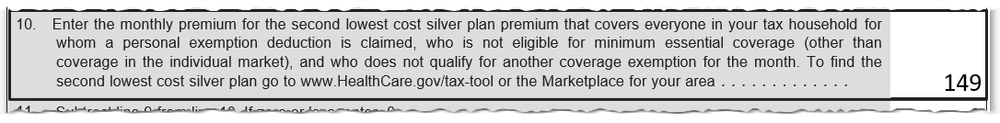 10. Enter the monthly premium for the second lowest cost silver plan premium that covers everyone in your tax household for
whom a personal exemption deduction is claimed, who is not eligible for minimum essential coverage (other than
coverage in the individual market), and who does not qualify for another coverage exemption for the month. To find the
second lowest cost silver plan go to www.HealthCare.gov/tax-tool or the Marketplace for your area . . . . . . . . . . . . . 149